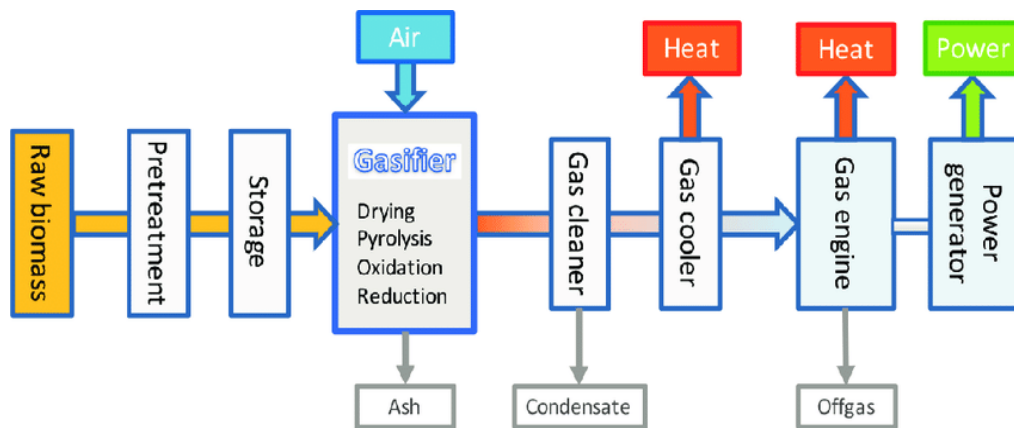 Air
Heat
Heat
Power
Raw biomass
Pretreatment
Storage
Gasifier
Drying
Pyrolysis
Oxidation
Reduction
Gas cleaner
Gas cooler
Gas engine
Power
generator
Ash
Condensate
Offgas